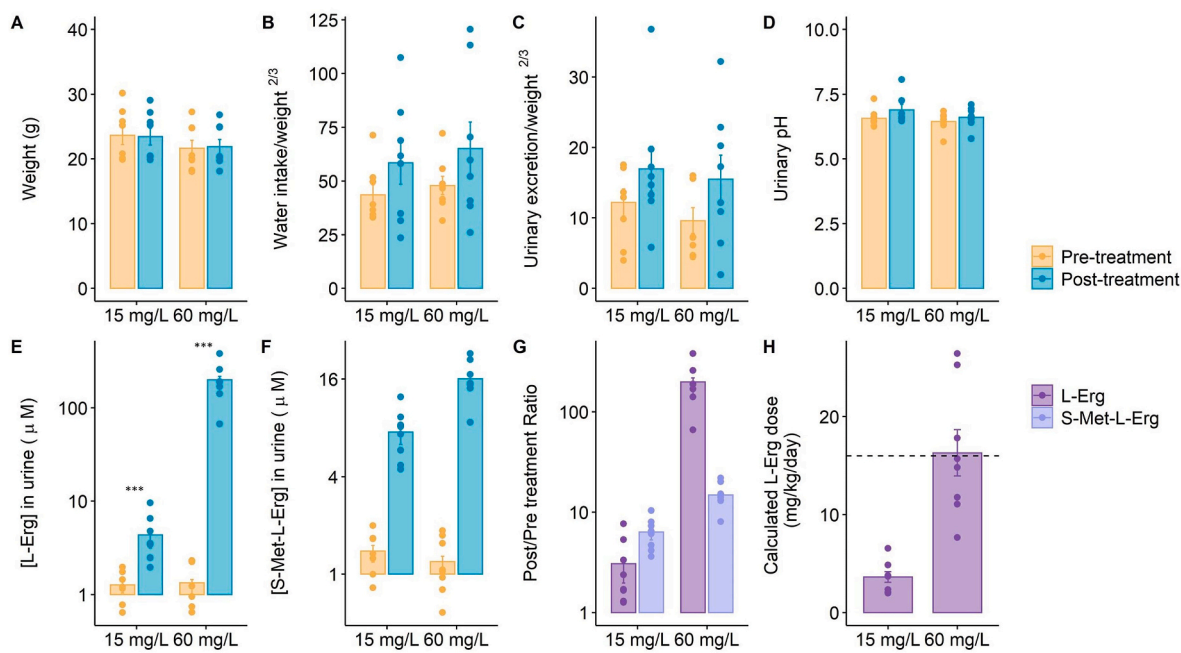 A
Weight (g)
40
30
20
10
0
15 mg/L 60 mg/L
B
Water intake/weight 2/3
125
100
75
50
25
0
15 mg/L 60 mg/L
C
Urinary excretion/weight 2/3
30
20
10
0
15 mg/L 60 mg/L
D
Urinary pH
10.0
7.5
5.0
2.5
0.0
15 mg/L 60 mg/L
Pre-treatment
Post-treatment
E
[L-Erg] in urine ( μ M)
100
10
1
***
***
15 mg/L 60 mg/L
F
[S-Met-L-Erg] in urine ( μ M)
16
4
1
15 mg/L 60 mg/L
G
Post/Pre treatment Ratio
100
10
1
15 mg/L 60 mg/L
H
Calculated L-Erg dose
(mg/kg/day)
20
10
0
15 mg/L 60 mg/L
L-Erg
S-Met-L-Erg